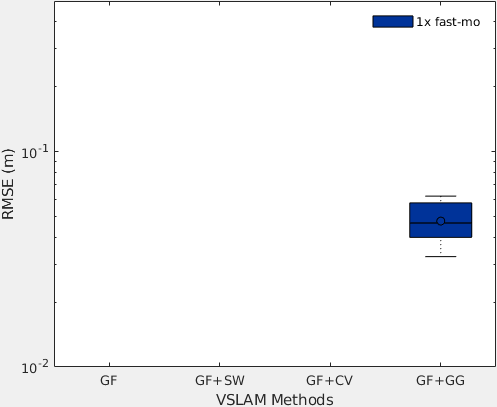 1x fast-mo
RMSE (m)
10⁻¹
10⁻²
GF
GF+SW
GF+CV
GF+GG
VSLAM Methods